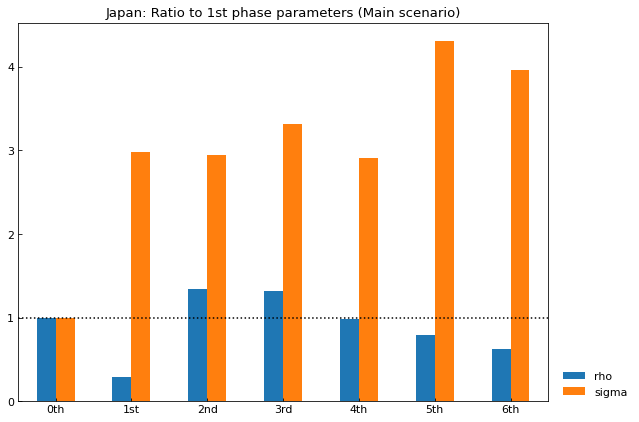 Japan: Ratio to 1st phase parameters (Main scenario)
4
3
2
1
0
0th 1st 2nd 3rd 4th 5th 6th
rho
sigma